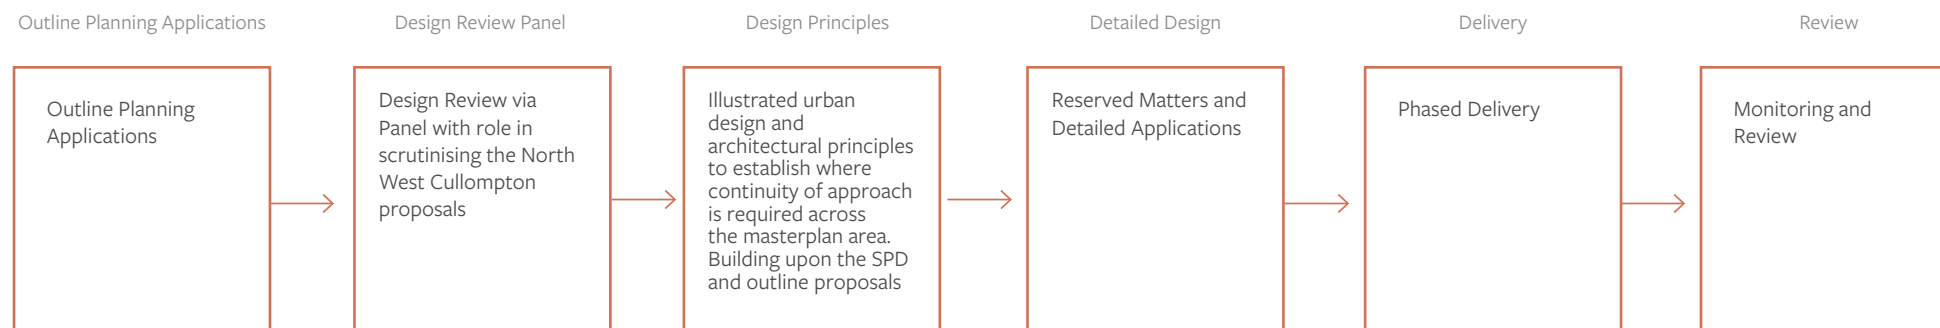 Outline Planning Applications
Design Review Panel
Design Principles
Detailed Design
Delivery
Review
Outline Planning
Applications
Design Review via
Panel with role in
scrutinising the North
West Cullompton
proposals
Illustrated urban
design and
architectural principles
to establish where
continuity of approach
is required across
the masterplan area.
Building upon the SPD
and outline proposals
Reserved Matters and
Detailed Applications
Phased Delivery
Monitoring and
Review